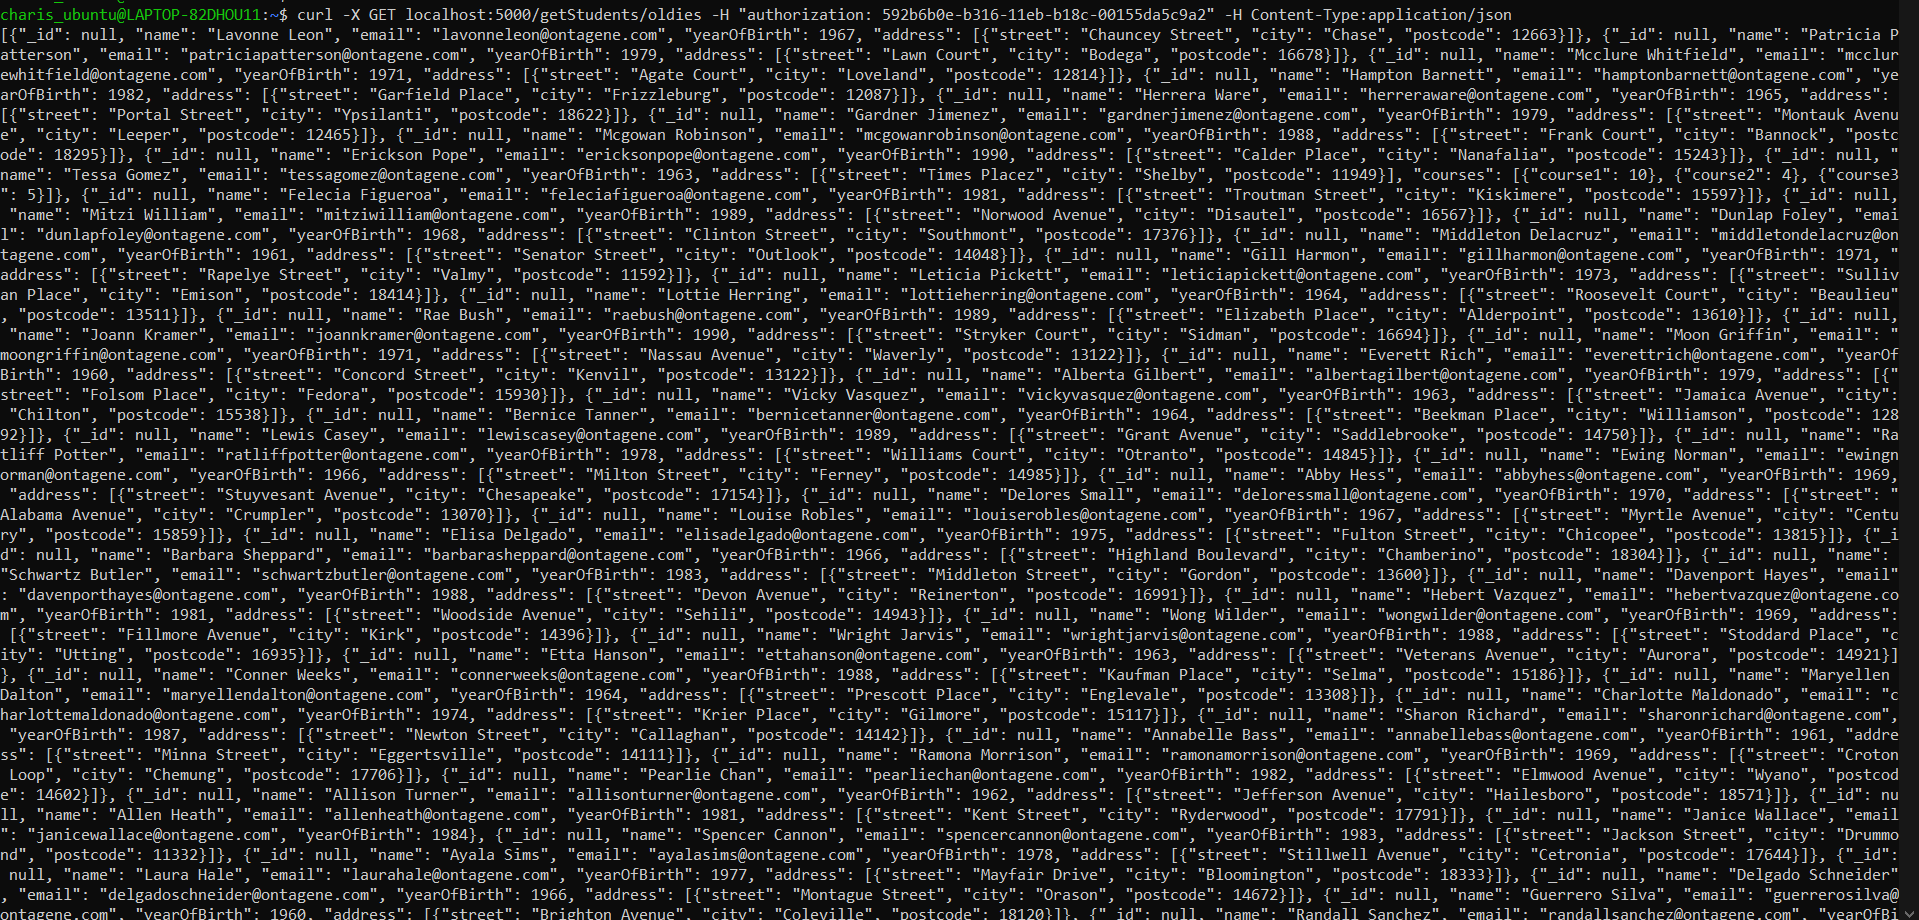 charis_ubuntu@LAPTOP-82DHOU11:~$ curl -X GET localhost:5000/getStudents/oldies -H "authorization: 592b6b0e-b316-11eb-b18c-00155da5c9a2" -H Content-Type:application/json
[{"_id": null, "name": "Lavonne Leon", "email": "lavonneleon@ontagene.com", "yearOfBirth": 1967, "address": [{"street": "Chauncey Street", "city": "Chase", "postcode": 12663}]}, {"_id": null, "name": "Patricia P
atterson", "email": "patriciapatterson@ontagene.com", "yearOfBirth": 1979, "address": [{"street": "Lawn Court", "city": "Bodega", "postcode": 16678}]}, {"_id": null, "name": "Mcclure Whitfield", "email": "mcclur
ewhitfield@ontagene.com", "yearOfBirth": 1971, "address": [{"street": "Agate Court", "city": "Loveland", "postcode": 12814}]}, {"_id": null, "name": "Hampton Barnett", "email": "hamptonbarnett@ontagene.com", "ye
arOfBirth": 1982, "address": [{"street": "Garfield Place", "city": "Frizzleburg", "postcode": 12087}]}, {"_id": null, "name": "Herrera Ware", "email": "herreraware@ontagene.com", "yearOfBirth": 1965, "address":
[{"street": "Portal Street", "city": "Ypsilanti", "postcode": 18622}]}, {"_id": null, "name": "Gardner Jimenez", "email": "gardnerjimenez@ontagene.com", "yearOfBirth": 1979, "address": [{"street": "Montauk Avenu
e", "city": "Leeper", "postcode": 12465}]}, {"_id": null, "name": "Mcgowan Robinson", "email": "mcgowanrobinson@ontagene.com", "yearOfBirth": 1988, "address": [{"street": "Frank Court", "city": "Bannock", "postc
ode": 18295}]}, {"_id": null, "name": "Erickson Pope", "email": "ericksonpope@ontagene.com", "yearOfBirth": 1990, "address": [{"street": "Calder Place", "city": "Nanafalia", "postcode": 15243}]}, {"_id": null, "
name": "Tessa Gomez", "email": "tessagomez@ontagene.com", "yearOfBirth": 1963, "address": [{"street": "Times Placez", "city": "Shelby", "postcode": 11949}], "courses": [{"course1": 10}, {"course2": 4}, {"course3
": 5}]}, {"_id": null, "name": "Felecia Figueroa", "email": "feleciafigueroa@ontagene.com", "yearOfBirth": 1981, "address": [{"street": "Troutman Street", "city": "Kiskimere", "postcode": 15597}]}, {"_id": null,
 "name": "Mitzi William", "email": "mitziwilliam@ontagene.com", "yearOfBirth": 1989, "address": [{"street": "Norwood Avenue", "city": "Disautel", "postcode": 16567}]}, {"_id": null, "name": "Dunlap Foley", "emai
l": "dunlapfoley@ontagene.com", "yearOfBirth": 1968, "address": [{"street": "Clinton Street", "city": "Southmont", "postcode": 17376}]}, {"_id": null, "name": "Middleton Delacruz", "email": "middletondelacruz@on
tagene.com", "yearOfBirth": 1961, "address": [{"street": "Senator Street", "city": "Outlook", "postcode": 14048}]}, {"_id": null, "name": "Gill Harmon", "email": "gillharmon@ontagene.com", "yearOfBirth": 1971, "
address": [{"street": "Rapelye Street", "city": "Valmy", "postcode": 11592}]}, {"_id": null, "name": "Leticia Pickett", "email": "leticiapickett@ontagene.com", "yearOfBirth": 1973, "address": [{"street": "Sulliv
an Place", "city": "Emison", "postcode": 18414}]}, {"_id": null, "name": "Lottie Herring", "email": "lottieherring@ontagene.com", "yearOfBirth": 1964, "address": [{"street": "Roosevelt Court", "city": "Beaulieu"
, "postcode": 13511}]}, {"_id": null, "name": "Rae Bush", "email": "raebush@ontagene.com", "yearOfBirth": 1989, "address": [{"street": "Elizabeth Place", "city": "Alderpoint", "postcode": 13610}]}, {"_id": null,
 "name": "Joann Kramer", "email": "joannkramer@ontagene.com", "yearOfBirth": 1990, "address": [{"street": "Stryker Court", "city": "Sidman", "postcode": 16694}]}, {"_id": null, "name": "Moon Griffin", "email": "
moongriffin@ontagene.com", "yearOfBirth": 1971, "address": [{"street": "Nassau Avenue", "city": "Waverly", "postcode": 13122}]}, {"_id": null, "name": "Everett Rich", "email": "everettrich@ontagene.com", "yearOf
Birth": 1960, "address": [{"street": "Concord Street", "city": "Kenvil", "postcode": 13122}]}, {"_id": null, "name": "Alberta Gilbert", "email": "albertagilbert@ontagene.com", "yearOfBirth": 1979, "address": [{"
street": "Folsom Place", "city": "Fedora", "postcode": 15930}]}, {"_id": null, "name": "Vicky Vasquez", "email": "vickyvasquez@ontagene.com", "yearOfBirth": 1963, "address": [{"street": "Jamaica Avenue", "city":
 "Chilton", "postcode": 15538}]}, {"_id": null, "name": "Bernice Tanner", "email": "bernicetanner@ontagene.com", "yearOfBirth": 1964, "address": [{"street": "Beekman Place", "city": "Williamson", "postcode": 128
92}]}, {"_id": null, "name": "Lewis Casey", "email": "lewiscasey@ontagene.com", "yearOfBirth": 1989, "address": [{"street": "Grant Avenue", "city": "Saddlebrooke", "postcode": 14750}]}, {"_id": null, "name": "Ra
tliff Potter", "email": "ratliffpotter@ontagene.com", "yearOfBirth": 1978, "address": [{"street": "Williams Court", "city": "Otranto", "postcode": 14845}]}, {"_id": null, "name": "Ewing Norman", "email": "ewingn
orman@ontagene.com", "yearOfBirth": 1966, "address": [{"street": "Milton Street", "city": "Ferney", "postcode": 14985}]}, {"_id": null, "name": "Abby Hess", "email": "abbyhess@ontagene.com", "yearOfBirth": 1969,
 "address": [{"street": "Stuyvesant Avenue", "city": "Chesapeake", "postcode": 17154}]}, {"_id": null, "name": "Delores Small", "email": "deloressmall@ontagene.com", "yearOfBirth": 1970, "address": [{"street": "
Alabama Avenue", "city": "Crumpler", "postcode": 13070}]}, {"_id": null, "name": "Louise Robles", "email": "louiserobles@ontagene.com", "yearOfBirth": 1967, "address": [{"street": "Myrtle Avenue", "city": "Centu
ry", "postcode": 15859}]}, {"_id": null, "name": "Elisa Delgado", "email": "elisadelgado@ontagene.com", "yearOfBirth": 1975, "address": [{"street": "Fulton Street", "city": "Chicopee", "postcode": 13815}]}, {"_i
d": null, "name": "Barbara Sheppard", "email": "barbarasheppard@ontagene.com", "yearOfBirth": 1966, "address": [{"street": "Highland Boulevard", "city": "Chamberino", "postcode": 18304}]}, {"_id": null, "name":
"Schwartz Butler", "email": "schwartzbutler@ontagene.com", "yearOfBirth": 1983, "address": [{"street": "Middleton Street", "city": "Gordon", "postcode": 13600}]}, {"_id": null, "name": "Davenport Hayes", "email"
: "davenporthayes@ontagene.com", "yearOfBirth": 1988, "address": [{"street": "Devon Avenue", "city": "Reinerton", "postcode": 16991}]}, {"_id": null, "name": "Hebert Vazquez", "email": "hebertvazquez@ontagene.co
m", "yearOfBirth": 1981, "address": [{"street": "Woodside Avenue", "city": "Sehili", "postcode": 14943}]}, {"_id": null, "name": "Wong Wilder", "email": "wongwilder@ontagene.com", "yearOfBirth": 1969, "address":
 [{"street": "Fillmore Avenue", "city": "Kirk", "postcode": 14396}]}, {"_id": null, "name": "Wright Jarvis", "email": "wrightjarvis@ontagene.com", "yearOfBirth": 1988, "address": [{"street": "Stoddard Place", "c
ity": "Utting", "postcode": 16935}]}, {"_id": null, "name": "Etta Hanson", "email": "ettahanson@ontagene.com", "yearOfBirth": 1963, "address": [{"street": "Veterans Avenue", "city": "Aurora", "postcode": 14921}]
}, {"_id": null, "name": "Conner Weeks", "email": "connerweeks@ontagene.com", "yearOfBirth": 1988, "address": [{"street": "Kaufman Place", "city": "Selma", "postcode": 15186}]}, {"_id": null, "name": "Maryellen
Dalton", "email": "maryellendalton@ontagene.com", "yearOfBirth": 1964, "address": [{"street": "Prescott Place", "city": "Englevale", "postcode": 13308}]}, {"_id": null, "name": "Charlotte Maldonado", "email": "c
harlottemaldonado@ontagene.com", "yearOfBirth": 1974, "address": [{"street": "Krier Place", "city": "Gilmore", "postcode": 15117}]}, {"_id": null, "name": "Sharon Richard", "email": "sharonrichard@ontagene.com",
 "yearOfBirth": 1987, "address": [{"street": "Newton Street", "city": "Callaghan", "postcode": 14142}]}, {"_id": null, "name": "Annabelle Bass", "email": "annabellebass@ontagene.com", "yearOfBirth": 1961, "addre
ss": [{"street": "Minna Street", "city": "Eggertsville", "postcode": 14111}]}, {"_id": null, "name": "Ramona Morrison", "email": "ramonamorrison@ontagene.com", "yearOfBirth": 1969, "address": [{"street": "Croton
 Loop", "city": "Chemung", "postcode": 17706}]}, {"_id": null, "name": "Pearlie Chan", "email": "pearliechan@ontagene.com", "yearOfBirth": 1982, "address": [{"street": "Elmwood Avenue", "city": "Wyano", "postcod
e": 14602}]}, {"_id": null, "name": "Allison Turner", "email": "allisonturner@ontagene.com", "yearOfBirth": 1962, "address": [{"street": "Jefferson Avenue", "city": "Hailesboro", "postcode": 18571}]}, {"_id": nu
ll, "name": "Allen Heath", "email": "allenheath@ontagene.com", "yearOfBirth": 1981, "address": [{"street": "Kent Street", "city": "Ryderwood", "postcode": 17791}]}, {"_id": null, "name": "Janice Wallace", "email
": "janicewallace@ontagene.com", "yearOfBirth": 1984}, {"_id": null, "name": "Spencer Cannon", "email": "spencercannon@ontagene.com", "yearOfBirth": 1983, "address": [{"street": "Jackson Street", "city": "Drummo
nd", "postcode": 11332}]}, {"_id": null, "name": "Ayala Sims", "email": "ayalasims@ontagene.com", "yearOfBirth": 1978, "address": [{"street": "Stillwell Avenue", "city": "Cetronia", "postcode": 17644}]}, {"_id":
 null, "name": "Laura Hale", "email": "laurahale@ontagene.com", "yearOfBirth": 1977, "address": [{"street": "Mayfair Drive", "city": "Bloomington", "postcode": 18333}]}, {"_id": null, "name": "Delgado Schneider"
, "email": "delgadoschneider@ontagene.com", "yearOfBirth": 1966, "address": [{"street": "Montague Street", "city": "Orason", "postcode": 14672}]}, {"_id": null, "name": "Guerrero Silva", "email": "guerrerosilva@
ontagene.com", "yearOfBirth": 1960, "address": [{"street": "Brighton Avenue", "city": "Coleville", "postcode": 18120}]}, {"_id": null, "name": "Randall Sanchez", "email": "randallsanchez@ontagene.com", "yearOfBi